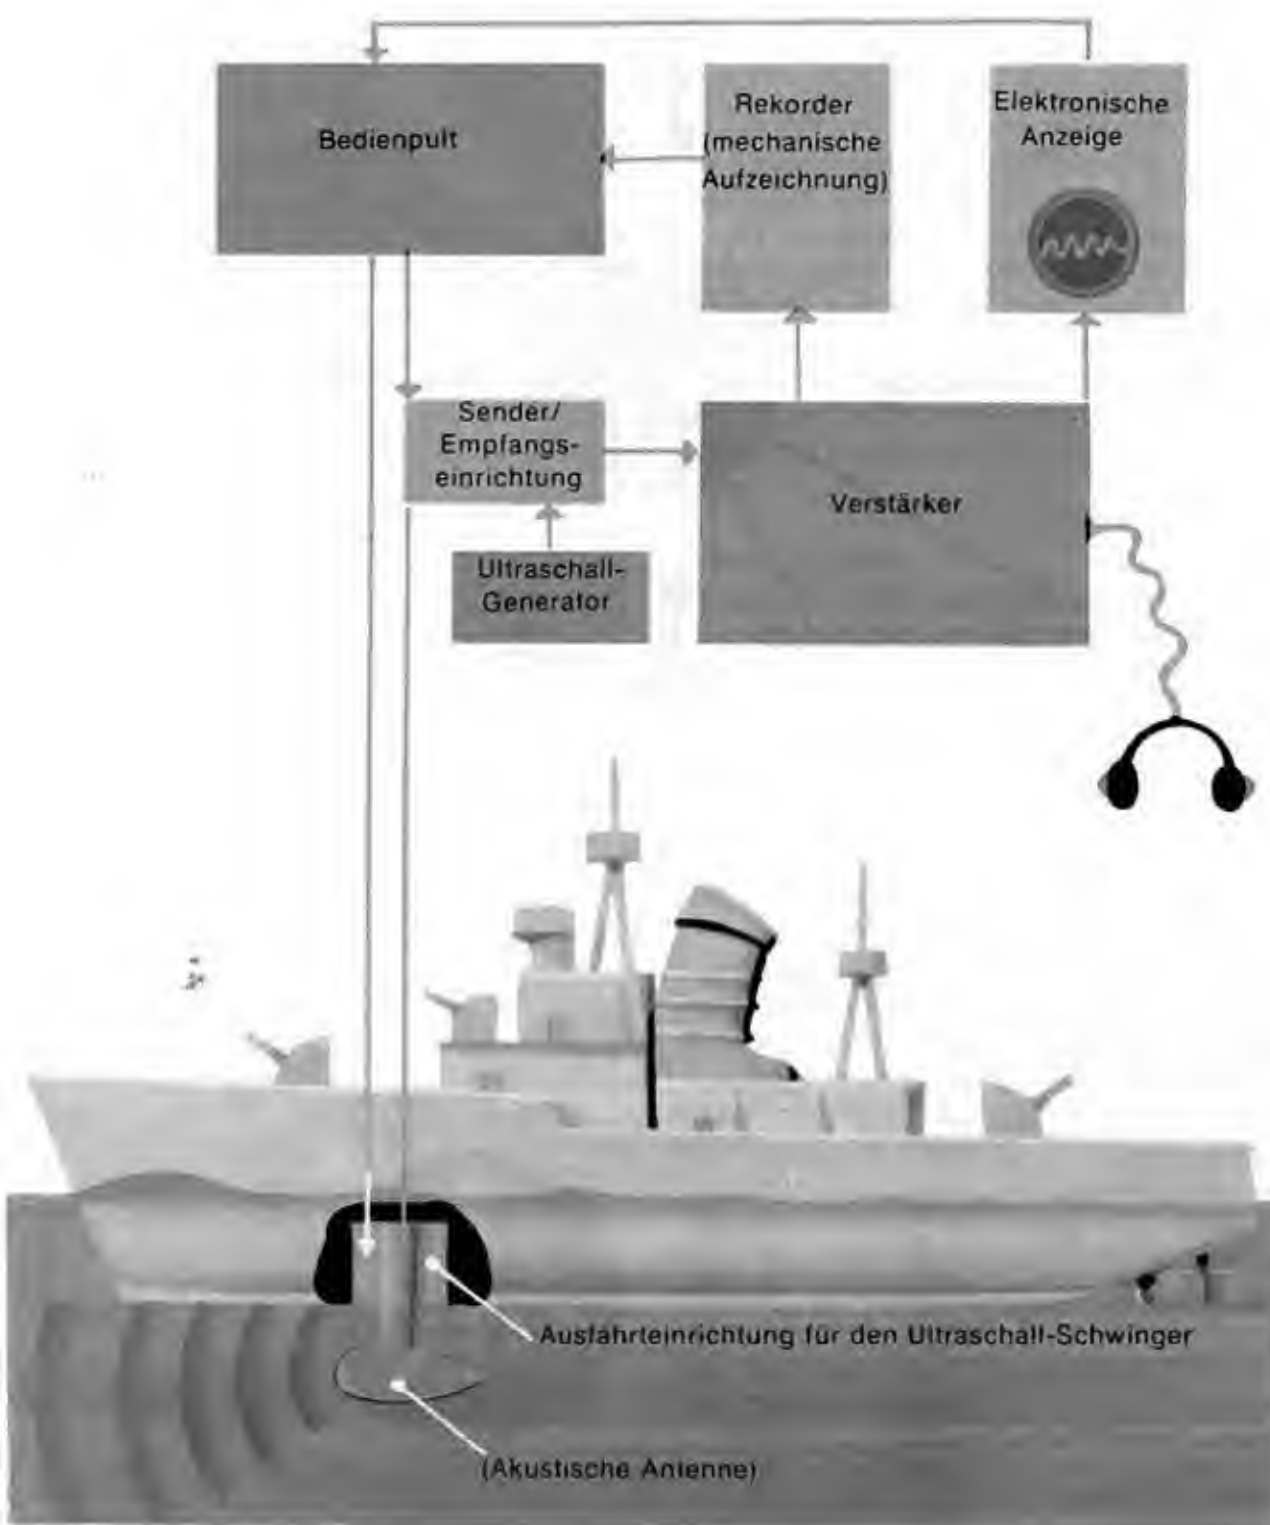 Bedienpult
Rekorder
(mechanische
Aufzeichnung)
Elektronische
Anzeige
Sender/
Empfangs-
einrichtung
Ultraschall-
Generator
Verstärker
Ausfahrteinrichtung für den Ultraschall-Schwinger
(Akustische Antenne)